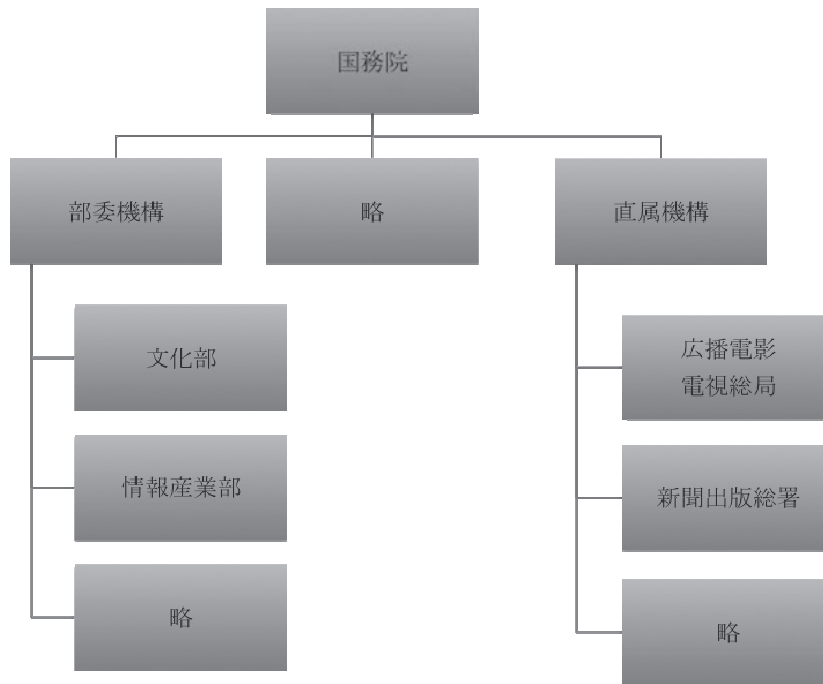 国務院
部委機構
略
直属機構
文化部
情報産業部
略
広播電影
電視総局
新聞出版総署
略